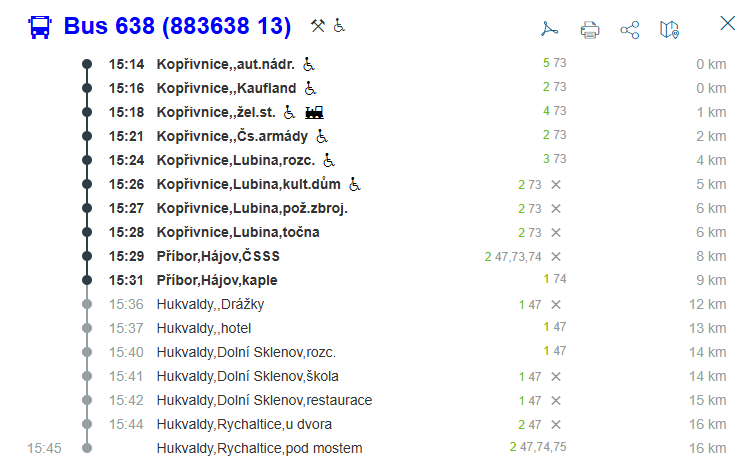 Bus 638 (883638 13)
15:14 Kopřivnice,,aut.nádr. 5 73 0 km
15:16 Kopřivnice,,Kaufland 2 73 0 km
15:18 Kopřivnice,,žel.st. 4 73 1 km
15:21 Kopřivnice,,Čs.armády 2 73 2 km
15:24 Kopřivnice,Lubina,rozc. 3 73 4 km
15:26 Kopřivnice,Lubina,kult.dům 2 73 5 km
15:27 Kopřivnice,Lubina,pož.zbroj. 2 73 6 km
15:28 Kopřivnice,Lubina,točna 2 73 6 km
15:29 Příbor,Hájov,ČSSS 2 47,73,74 8 km
15:31 Příbor,Hájov,kaple 1 74 9 km
15:36 Hukvaldy,,Drážky 1 47 12 km
15:37 Hukvaldy,,hotel 1 47 13 km
15:40 Hukvaldy,Dolní Sklenov,rozc. 1 47 14 km
15:41 Hukvaldy,Dolní Sklenov,škola 1 47 14 km
15:42 Hukvaldy,Dolní Sklenov,restaurace 1 47 15 km
15:44 Hukvaldy,Rychaltice,u dvora 2 47 16 km
15:45 Hukvaldy,Rychaltice,pod mostem 2 47,74,75 16 km